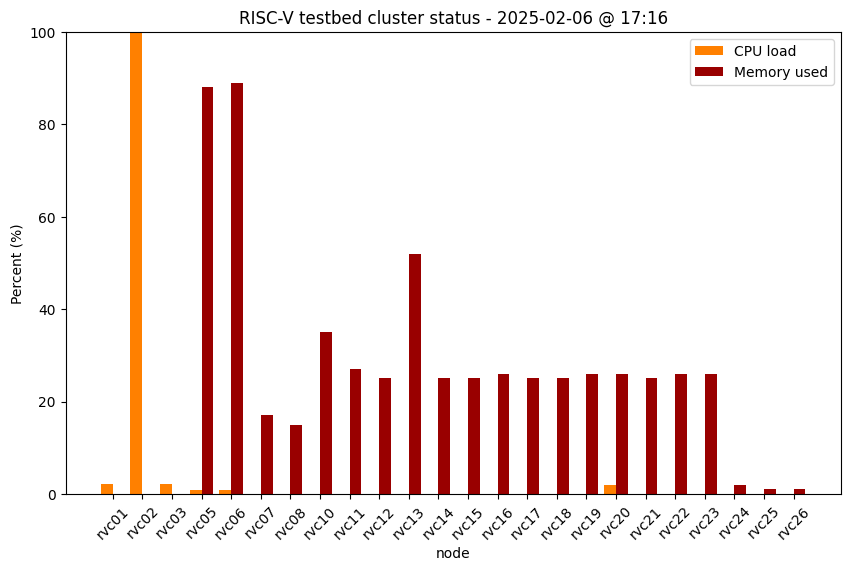 RISC-V testbed cluster status - 2025-02-06 @ 17:16
CPU load
Memory used
Percent (%)
100
80
60
40
20
0
rvc01
rvc02
rvc03
rvc05
rvc06
rvc07
rvc08
rvc10
rvc11
rvc12
rvc13
rvc14
rvc15
rvc16
rvc17
rvc18
rvc19
rvc20
rvc21
rvc22
rvc23
rvc24
rvc25
rvc26
node